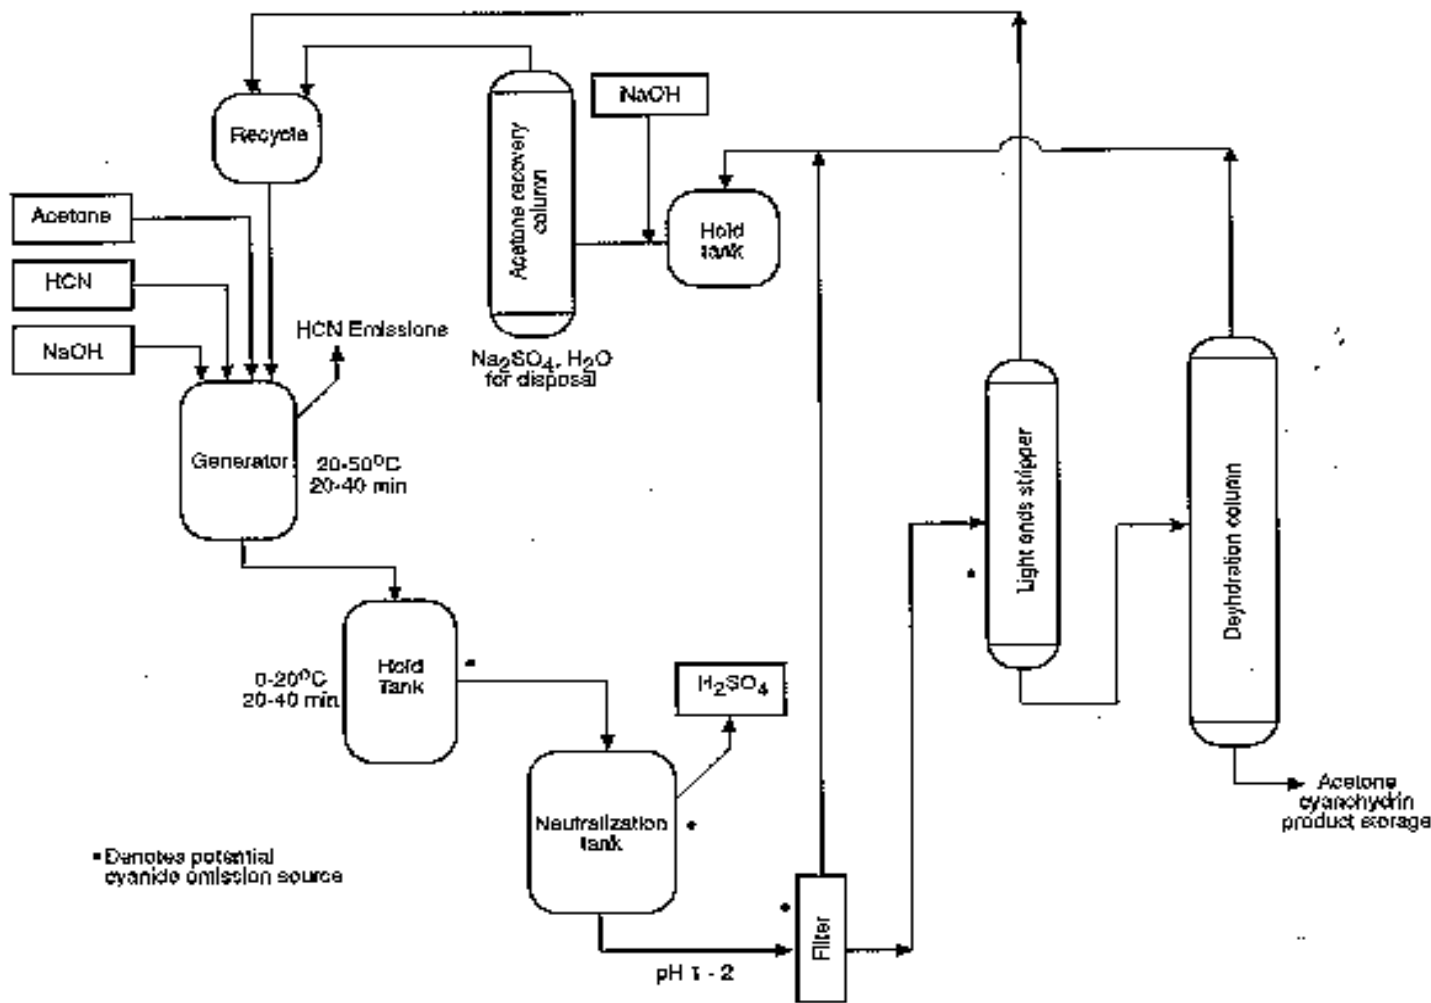 NaOH
Recycle
Acetone recovery
column
Acetone
Hold
tank
HCN
HCN Emissions
NaOH
Na2SO4, H2O
for disposal
Generator
20-50°C
20-40 min
Light ends stripper
Deyhdration column
Hold
Tank
0-20°C
20-40 min
H2SO4
Neutralization
tank
Acetone
cyanohydrin
product storage
• Denotes potential
cyanide emission source
Filter
pH 1 - 2